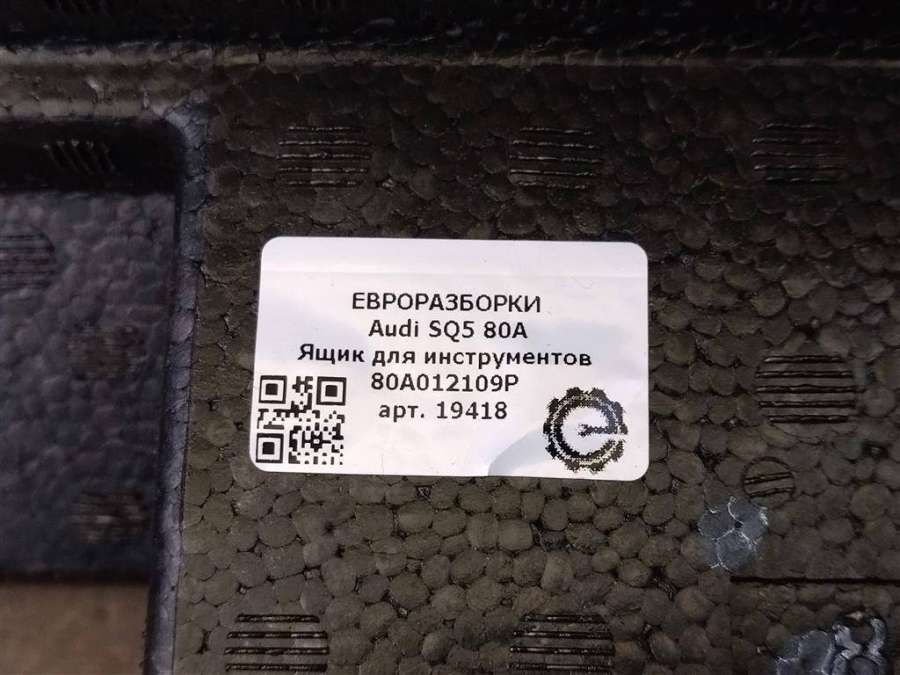 ЕВРОРАЗБОРКИ
Audi SQ5 80A
Ящик для инструментов
80A012109P
арт. 19418